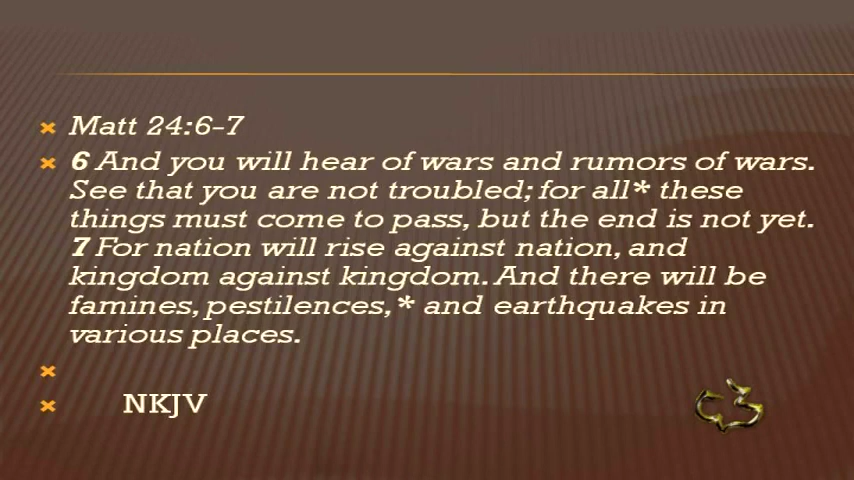 Matt 24:6-7
6 And you will hear of wars and rumors of wars.
See that you are not troubled; for all* these
things must come to pass, but the end is not yet.
7 For nation will rise against nation, and
kingdom against kingdom. And there will be
famines, pestilences,* and earthquakes in
various places.
NKJV
C3